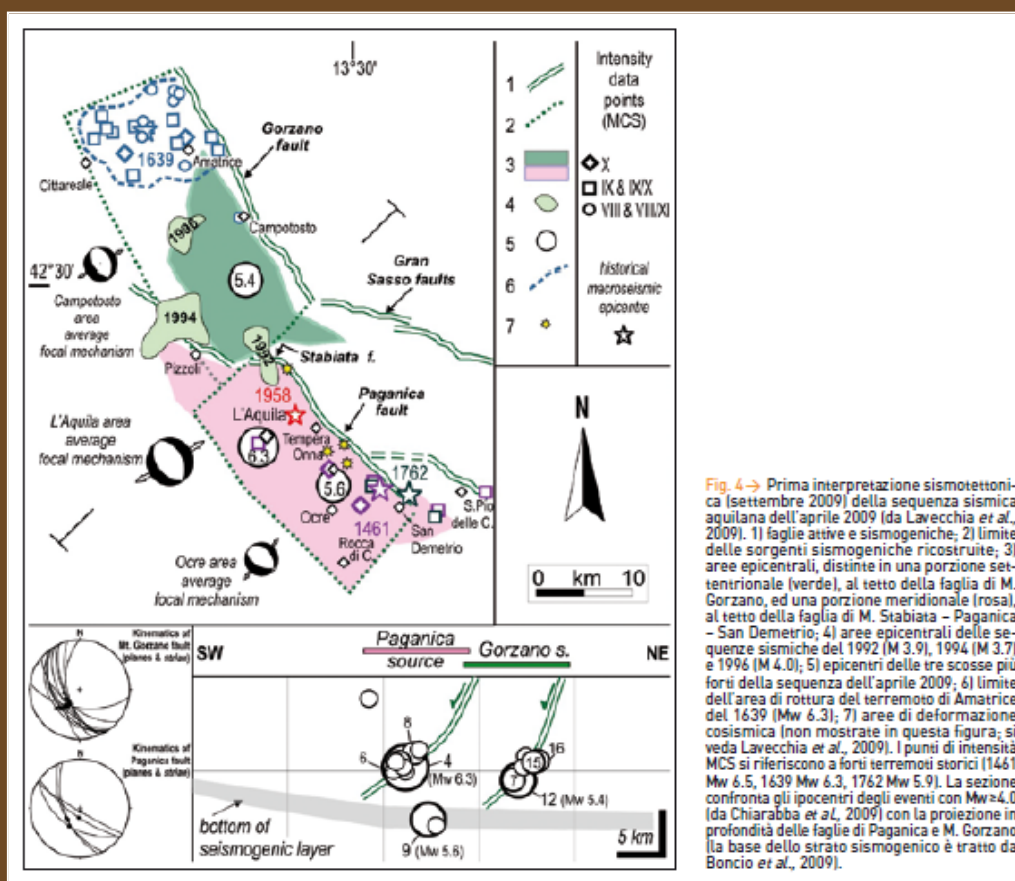 13°30'
1
2
3
4
5
6
7
Intensity
data
points
(MCS)
X
IX & IX/X
VIII & VIII/XI
historical
macroseismic
epicentre
Gorzano
fault
1639
Amatrice
Cittareale
Campotosto
1996
42°30'
5.4
Gran
Sasso faults
Campotosto
area
average
focal mechanism
1994
1992
Stabiata f.
Pizzoli
Paganica
fault
1958
L'Aquila
L'Aquila area
average
focal mechanism
6.3
Tempera
Onna
5.6
1762
Ocre
1461
S.Pio
delle C.
San
Demetrio
Rocca
di C.
Ocre area
average
focal mechanism
N
0 km 10
N
Kinematics of
Mt. Gorzano fault
(planes & striae)
N
Kinematics of
Paganica fault
(planes & striae)
SW
Paganica
source
Gorzano s.
NE
8
6
4
(Mw 6.3)
16
15
7
12 (Mw 5.4)
bottom of
seismogenic layer
9 (Mw 5.6)
5 km
Fig. 4→ Prima interpretazione sismotettoni-
ca (settembre 2009) della sequenza sismica
aquilana dell'aprile 2009 (da Lavecchia et al.,
2009). 1) faglie attive e sismogeniche; 2) limite
delle sorgenti sismogeniche ricostruite; 3)
aree epicentrali, distinte in una porzione set-
tentrionale (verde), al tetto della faglia di M.
Gorzano, ed una porzione meridionale (rosa),
al tetto della faglia di M. Stabiata – Paganica
– San Demetrio; 4) aree epicentrali delle se-
quenze sismiche del 1992 (M 3.9), 1994 (M 3.7)
e 1996 (M 4.0); 5) epicentri delle tre scosse più
forti della sequenza dell'aprile 2009; 6) limite
dell'area di rottura del terremoto di Amatrice
del 1639 (Mw 6.3); 7) aree di deformazione
cosismica (non mostrate in questa figura; si
veda Lavecchia et al., 2009). I punti di intensità
MCS si riferiscono a forti terremoti storici (1461
Mw 6.5, 1639 Mw 6.3, 1762 Mw 5.9). La sezione
confronta gli ipocentri degli eventi con Mw≥4.0
(da Chiarabba et al., 2009) con la proiezione in
profondità delle faglie di Paganica e M. Gorzano
(la base dello strato sismogenico è tratto da
Boncio et al., 2009).